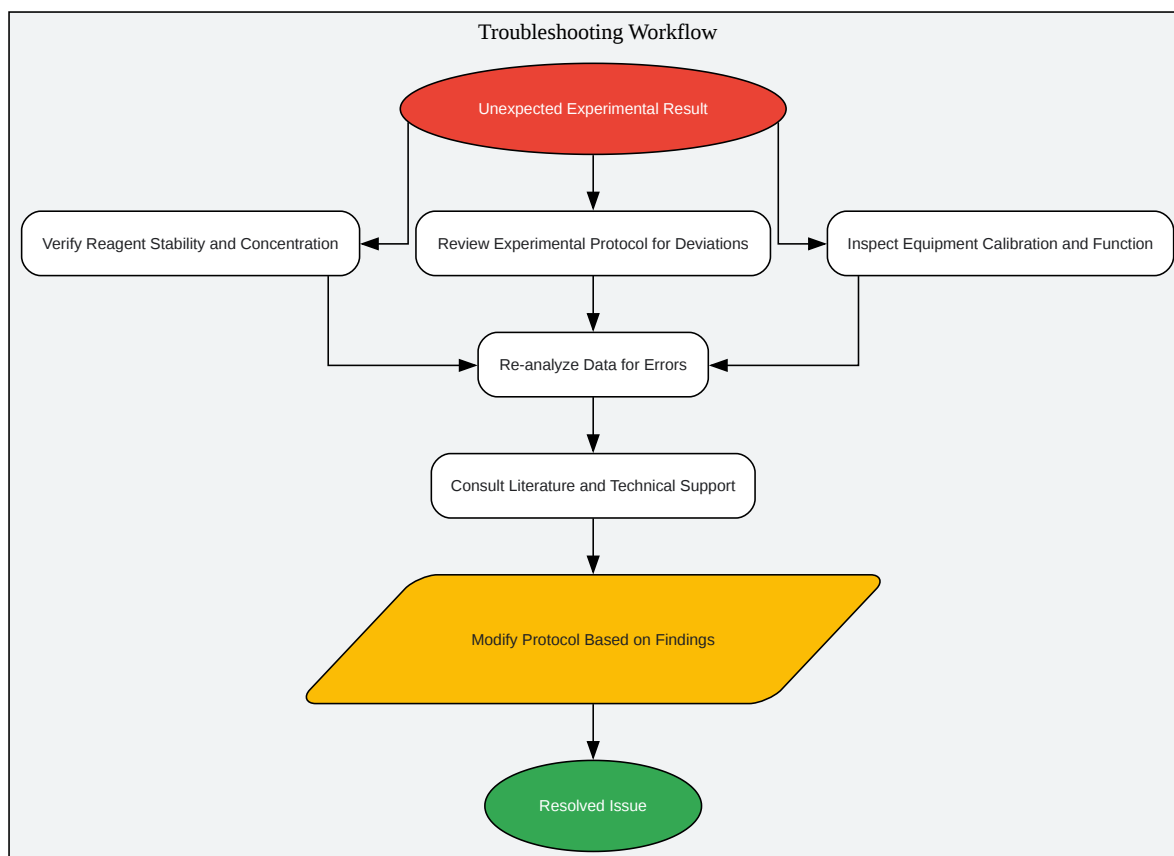 Troubleshooting Workflow
Unexpected Experimental Result
Verify Reagent Stability and Concentration
Review Experimental Protocol for Deviations
Inspect Equipment Calibration and Function
Re-analyze Data for Errors
Consult Literature and Technical Support
Modify Protocol Based on Findings
Resolved Issue